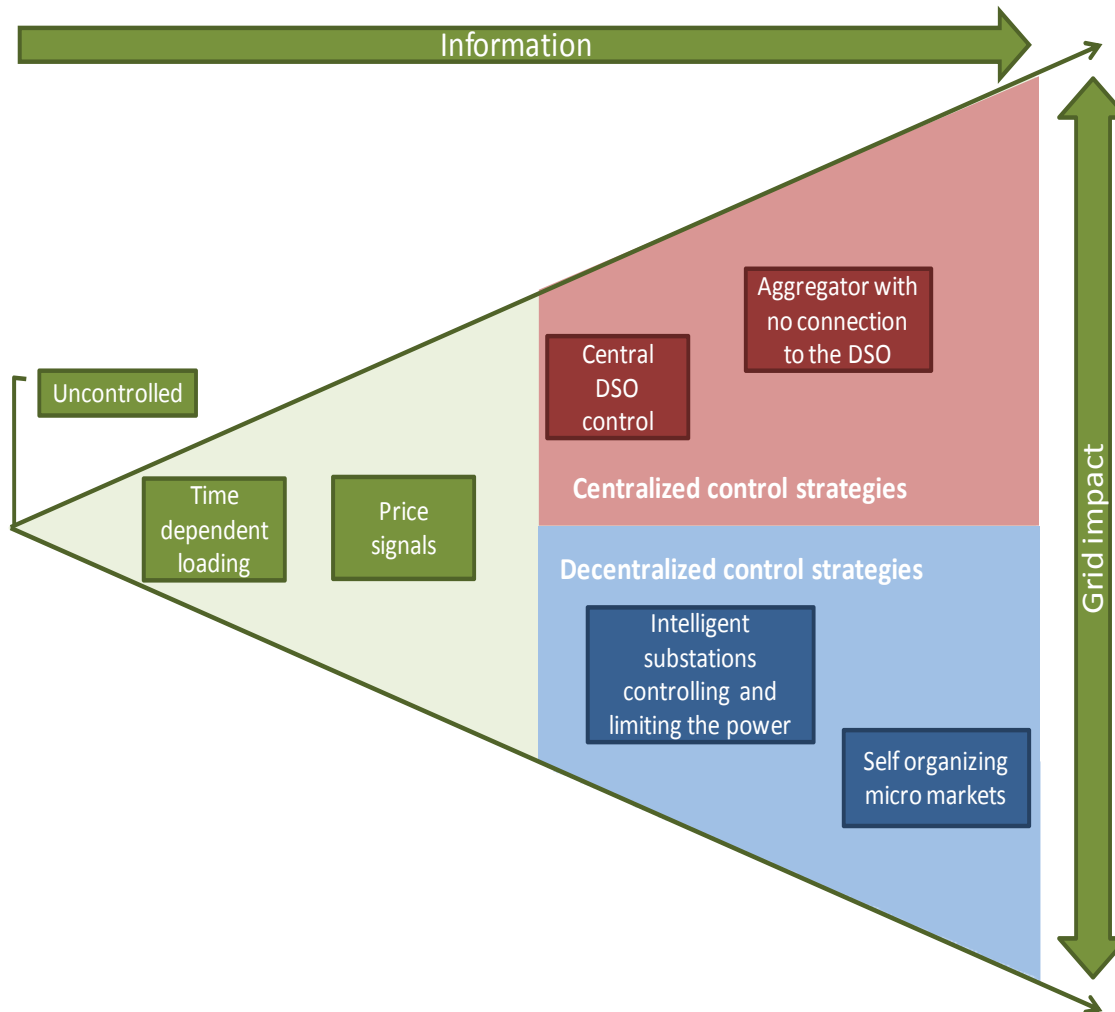 Information
Aggregator with
no connection
to the DSO
Central
DSO
control
Uncontrolled
Time
dependent
loading
Price
signals
Centralized control strategies
Grid impact
Decentralized control strategies
Intelligent
substations
controlling and
limiting the power
Self organizing
micro markets